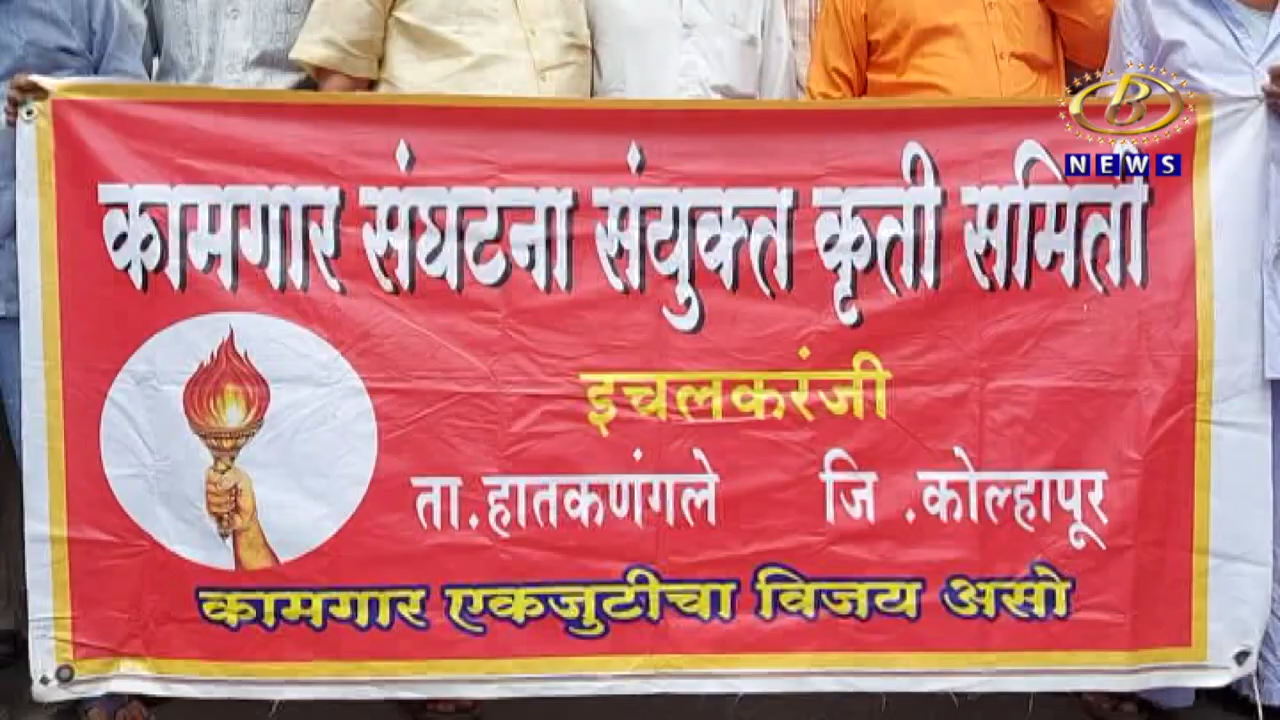 B
NEWS
कामगार संघटना संयुक्त कृती समिती
इचलकरंजी
ता.हातकणंगले जि .कोल्हापूर
कामगार एकजुटीचा विजय असो